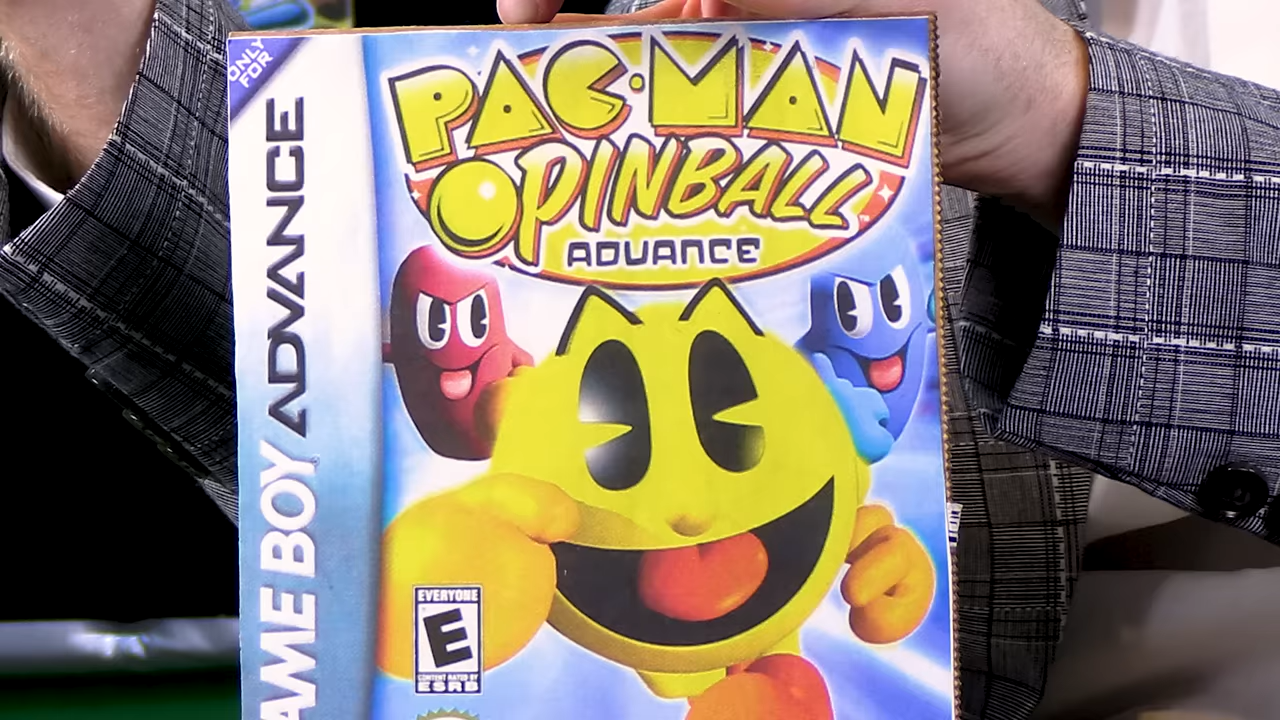 ONLY
FOR
GAME BOY ADVANCE
PAC-MAN
PINBALL
ADVANCE
EVERYONE
E
CONTENT RATED BY
ESRB